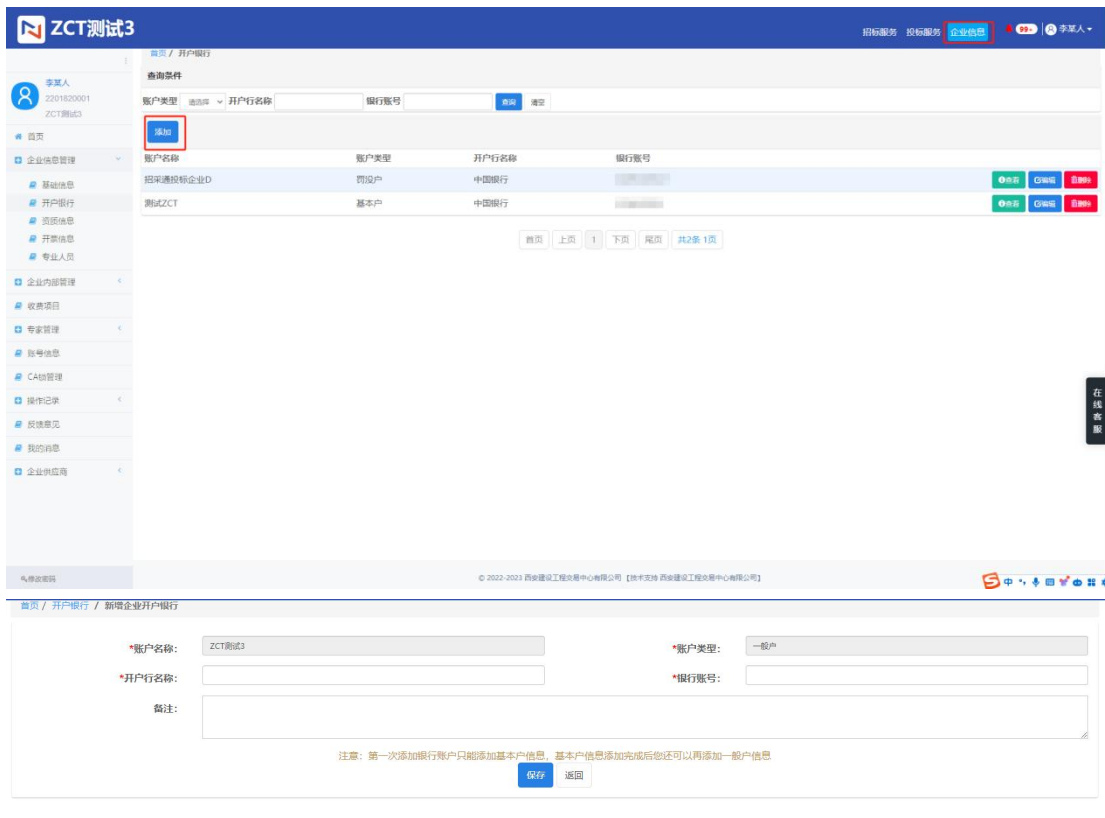 ZCT测试3
招标服务 投标服务 企业信息 99+ 李某人
李某人
2201820001
ZCT测试3
首页
企业信息管理
基础信息
开户银行
资质信息
开票信息
专业人员
企业内部管理
收费项目
专家管理
账号信息
CA锁管理
操作记录
反馈意见
我的消息
企业供应商
修改密码
首页 / 开户银行
查询条件
账户类型 请选择 开户行名称 银行账号 查询 清空
添加
账户名称 账户类型 开户行名称 银行账号
招采通投标企业D 罚没户 中国银行 查看 编辑 删除
测试ZCT 基本户 中国银行 查看 编辑 删除
首页 上页 1 下页 尾页 共2条 1页
在线客服
© 2022-2023 西安建设工程交易中心有限公司 【技术支持 西安建设工程交易中心有限公司】
中
首页 / 开户银行 / 新增企业开户银行
*账户名称: ZCT测试3 *账户类型: 一般户
*开户行名称: *银行账号:
备注:
注意：第一次添加银行账户只能添加基本户信息，基本户信息添加完成后您还可以再添加一般户信息
保存 返回